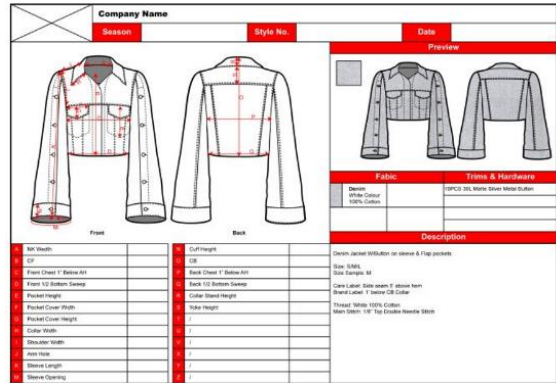 Company Name
Season
Style No.
Date
Preview
Front
Back
Fabic
Trims & Hardware
Denim
White Colour
100% Cotton
10PCS 30L Matte Silver Metal Button
Description
Denim Jacket W/Button on sleeve & Flap pockets
Size: S/M/L
Size Sample: M
Care Label: Side seam 5' above hem
Brand Label: 1' below CB Collar
Thread: White 100% Cotton
Main Stitch: 1/8" Top Double Needle Stitch
A NK Width
B CF
C Front Chest 1" Below AH
D Front 1/2 Bottom Sweep
E Pocket Height
F Pocket Cover Width
G Pocket Cover Height
H Collar Width
I Shoulder Width
J Arm Hole
K Sleeve Length
M Sleeve Opening
N Cuff Height
O CB
P Back Chest 1" Below AH
Q Back 1/2 Bottom Sweep
R Collar Stand Height
S Yoke Height
T /
U /
V /
X /
Y /
Z /